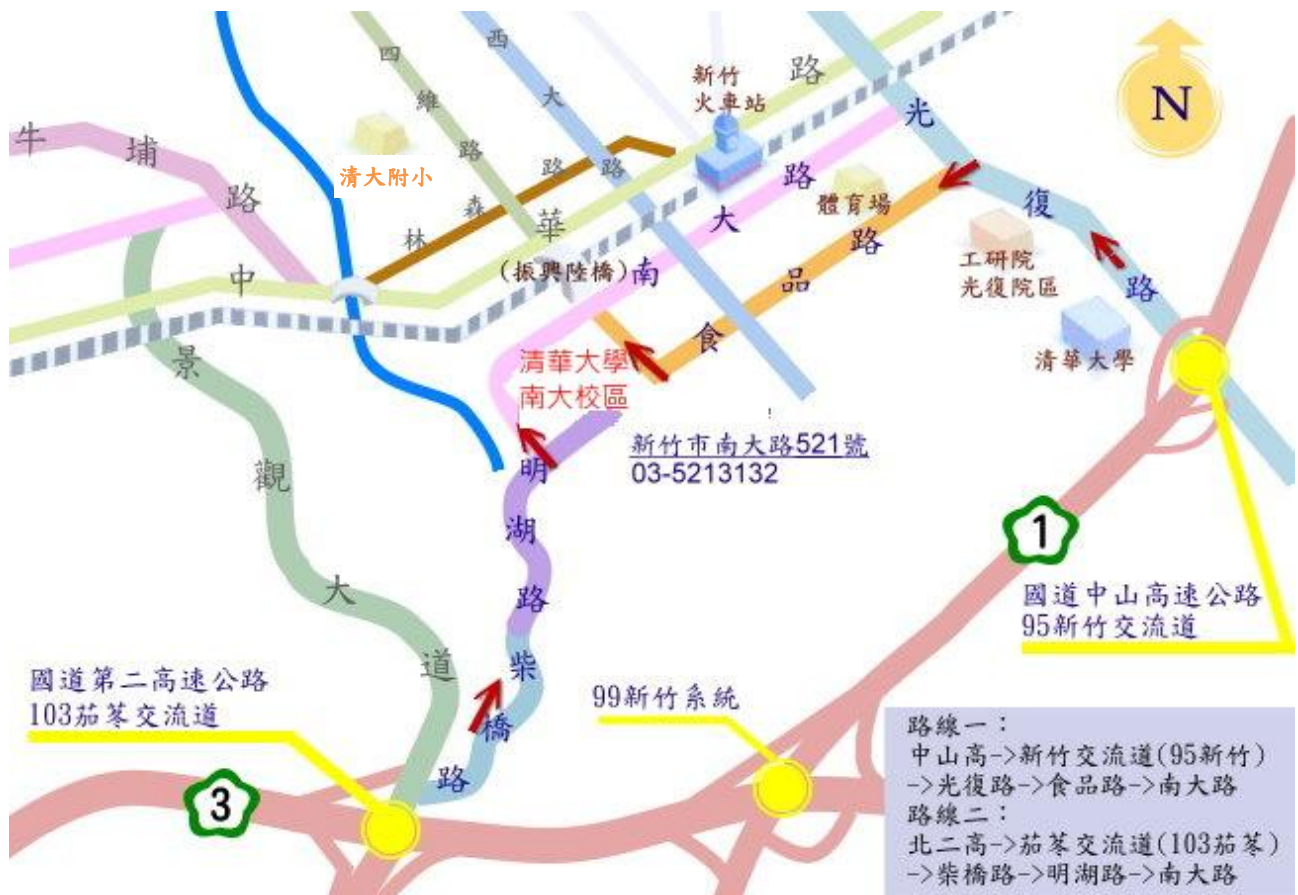 四維路
西大路
新竹
火車站
中華路
N
牛埔路
清大附小
林森路
南大路
光復路
體育場
食品路
(振興陸橋)
工研院
光復院區
清華大學
清華大學
南大校區
新竹市南大路521號
03-5213132
景觀大道
明湖路
柴橋路
1
國道中山高速公路
95新竹交流道
國道第二高速公路
103茄苳交流道
99新竹系統
3
路線一：
中山高->新竹交流道(95新竹)
->光復路->食品路->南大路
路線二：
北二高->茄苳交流道(103茄苳)
->柴橋路->明湖路->南大路